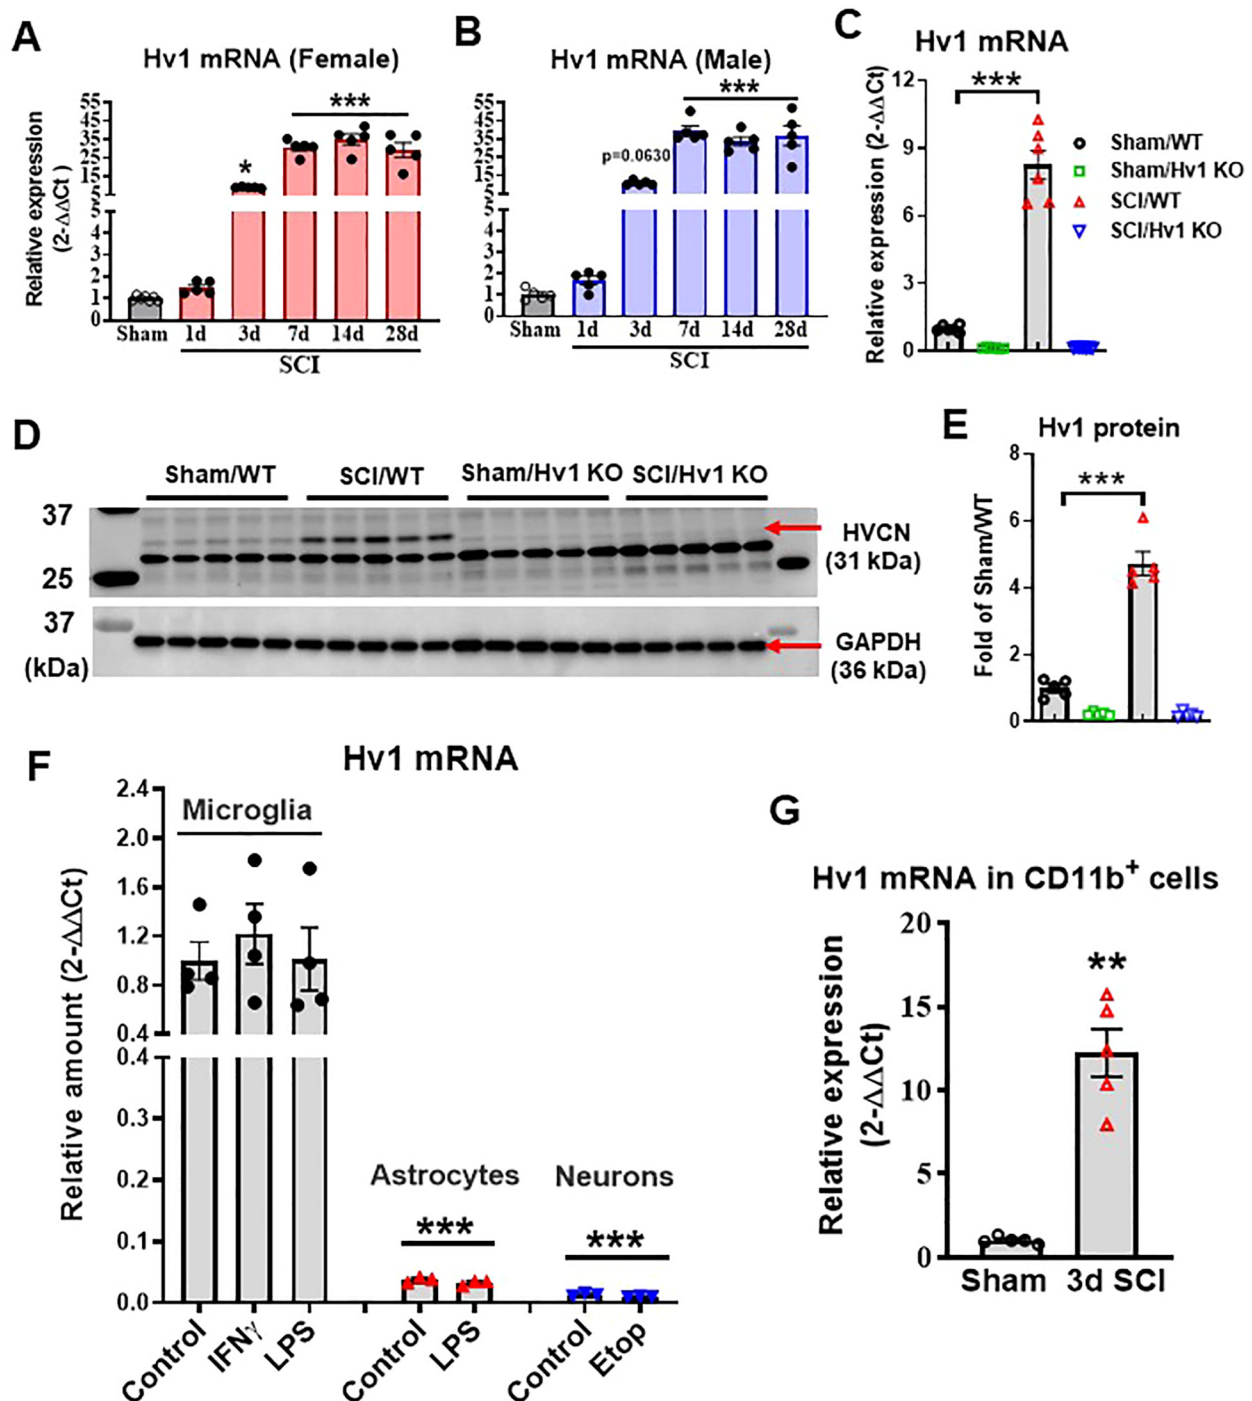 A
Hv1 mRNA (Female)
Relative expression
(2-ΔΔCt )
55
45
35
25
15
5
5
4
3
2
1
0
*
***
Sham 1d 3d 7d 14d 28d
SCI
B
Hv1 mRNA (Male)
55
45
35
25
15
5
5
4
3
2
1
0
p=0.0630
***
Sham 1d 3d 7d 14d 28d
SCI
C
Hv1 mRNA
Relative expression (2-ΔΔCt)
12
9
6
3
0
***
Sham/WT
Sham/Hv1 KO
SCI/WT
SCI/Hv1 KO
D
Sham/WT SCI/WT Sham/Hv1 KO SCI/Hv1 KO
37
25
HVCN
(31 kDa)
37
(kDa)
GAPDH
(36 kDa)
E
Hv1 protein
Fold of Sham/WT
8
6
4
2
0
***
F
Hv1 mRNA
Relative amount (2-ΔΔCt)
2.4
2.0
1.6
1.2
0.8
0.4
0.4
0.3
0.2
0.1
0.0
Microglia
Astrocytes
***
Neurons
***
Control IFNγ LPS Control LPS Control Etop
G
Hv1 mRNA in CD11b+ cells
Relative expression
(2-ΔΔCt)
20
15
10
5
0
**
Sham 3d SCI